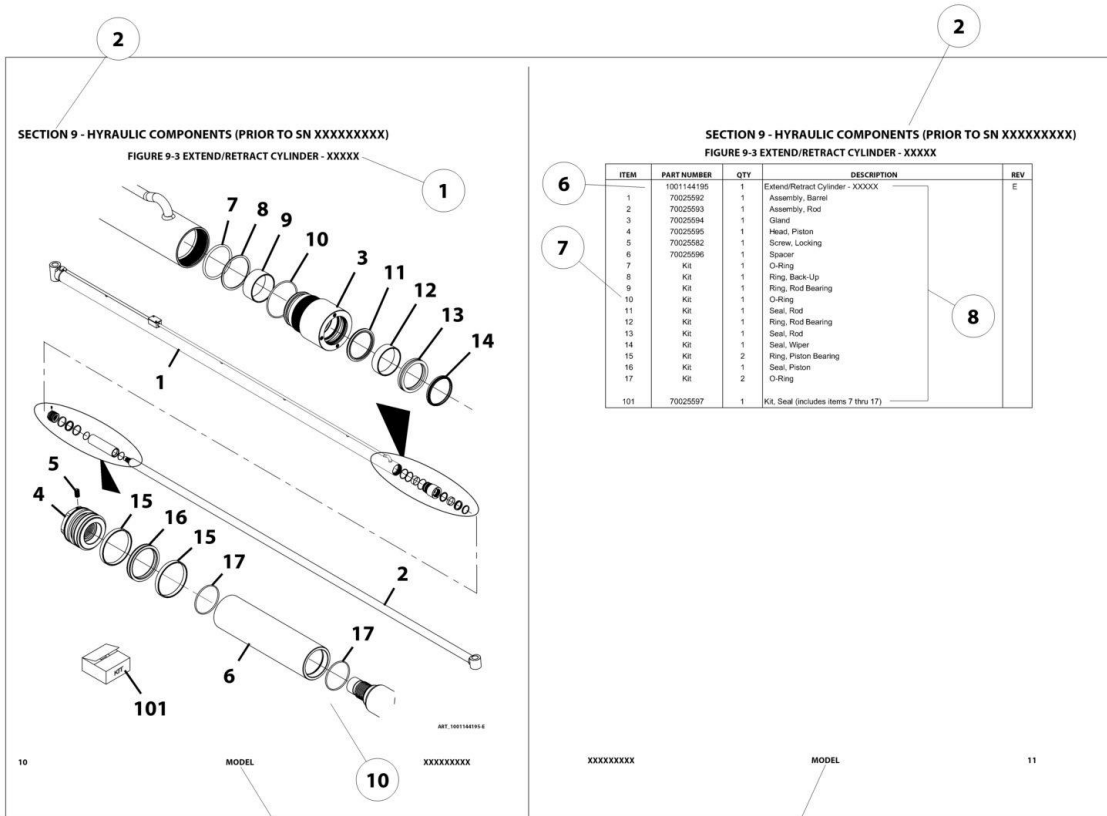 2
2
SECTION 9 - HYRAULIC COMPONENTS (PRIOR TO SN XXXXXXXXX)
FIGURE 9-3 EXTEND/RETRACT CYLINDER - XXXXX
1
7
8
9
10
3
11
12
13
14
1
5
4
15
16
15
17
2
17
6
KIT
101
ART_1001144195-E
10
MODEL
XXXXXXXXX
10
SECTION 9 - HYRAULIC COMPONENTS (PRIOR TO SN XXXXXXXXX)
FIGURE 9-3 EXTEND/RETRACT CYLINDER - XXXXX
6
7
8
ITEM PART NUMBER QTY DESCRIPTION REV
1001144195 1 Extend/Retract Cylinder - XXXXX E
1 70025592 1 Assembly, Barrel
2 70025593 1 Assembly, Rod
3 70025594 1 Gland
4 70025595 1 Head, Piston
5 70025582 1 Screw, Locking
6 70025596 1 Spacer
7 Kit 1 O-Ring
8 Kit 1 Ring, Back-Up
9 Kit 1 Ring, Rod Bearing
10 Kit 1 O-Ring
11 Kit 1 Seal, Rod
12 Kit 1 Ring, Rod Bearing
13 Kit 1 Seal, Rod
14 Kit 1 Seal, Wiper
15 Kit 2 Ring, Piston Bearing
16 Kit 1 Seal, Piston
17 Kit 2 O-Ring
101 70025597 1 Kit, Seal (includes items 7 thru 17)
XXXXXXXXX
MODEL
11